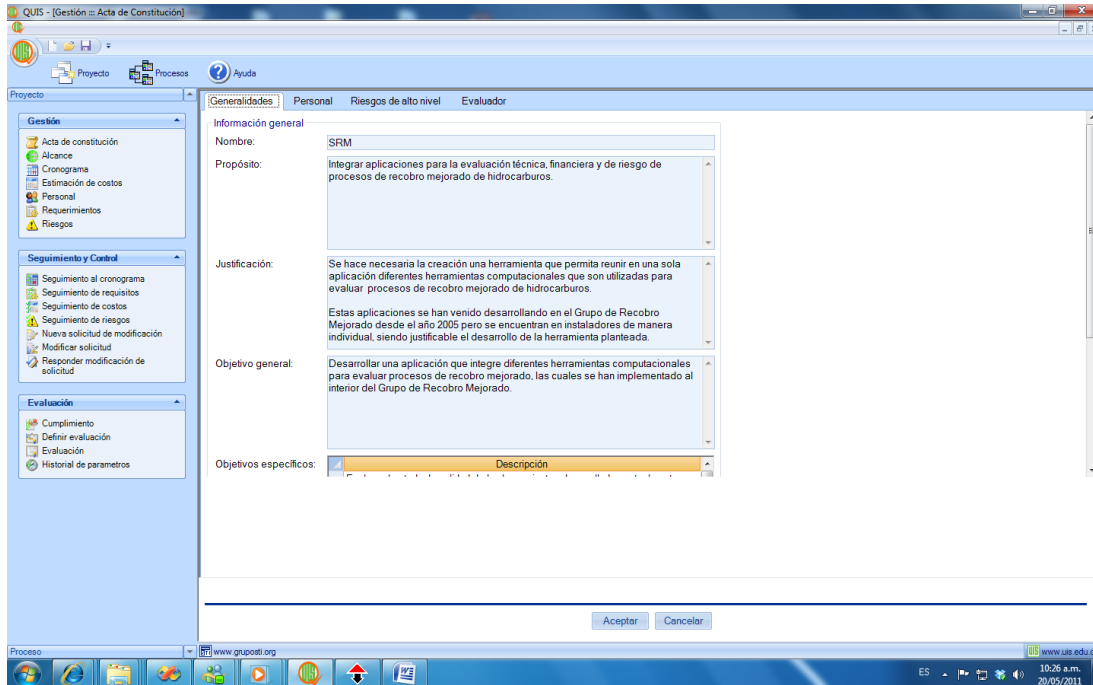 QUIS - [Gestión ::: Acta de Constitución]
Proyecto
Procesos
Ayuda
Proyecto
Gestión
Acta de constitución
Alcance
Cronograma
Estimación de costos
Personal
Requerimientos
Riesgos
Seguimiento y Control
Seguimiento al cronograma
Seguimiento de requisitos
Seguimiento de costos
Seguimiento de riesgos
Nueva solicitud de modificación
Modificar solicitud
Responder modificación de
solicitud
Evaluación
Cumplimiento
Definir evaluación
Evaluación
Historial de parametros
Proceso
Generalidades
Personal
Riesgos de alto nivel
Evaluador
Información general
Nombre:
SRM
Propósito:
Integrar aplicaciones para la evaluación técnica, financiera y de riesgo de
procesos de recobro mejorado de hidrocarburos.
Justificación:
Se hace necesaria la creación una herramienta que permita reunir en una sola
aplicación diferentes herramientas computacionales que son utilizadas para
evaluar procesos de recobro mejorado de hidrocarburos.
Estas aplicaciones se han venido desarrollando en el Grupo de Recobro
Mejorado desde el año 2005 pero se encuentran en instaladores de manera
individual, siendo justificable el desarrollo de la herramienta planteada.
Objetivo general:
Desarrollar una aplicación que integre diferentes herramientas computacionales
para evaluar procesos de recobro mejorado, las cuales se han implementado al
interior del Grupo de Recobro Mejorado.
Objetivos específicos:
Descripción
Aceptar
Cancelar
www.gruposti.org
UIS www.uis.edu.c
ES
10:26 a.m.
20/05/2011